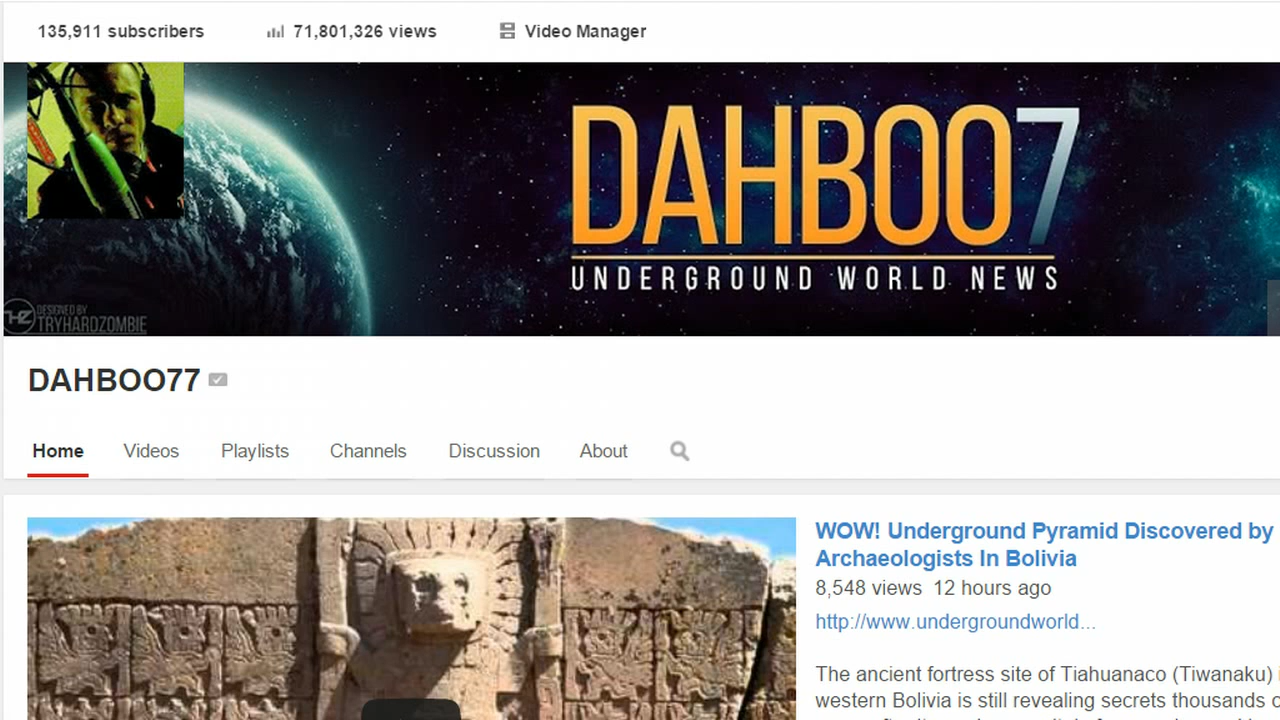 135,911 subscribers 71,801,326 views Video Manager
DAHBOO7
UNDERGROUND WORLD NEWS
DESIGNED BY
TRYHARDZOMBIE
DAHBOO77
Home Videos Playlists Channels Discussion About
WOW! Underground Pyramid Discovered by
Archaeologists In Bolivia
8,548 views 12 hours ago
http://www.undergroundworld...
The ancient fortress site of Tiahuanaco (Tiwanaku)
western Bolivia is still revealing secrets thousands